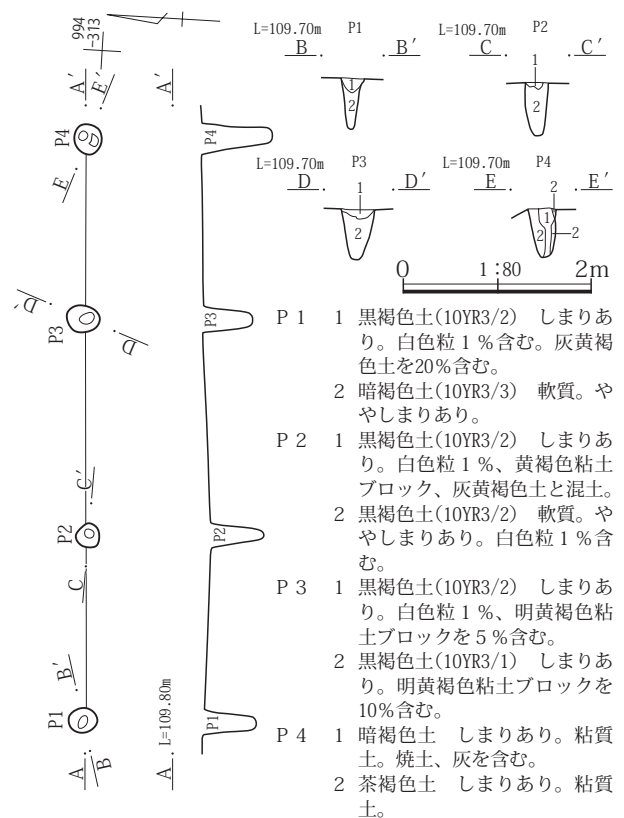 994
-313
A′
E′
A′
P4
P4
E
D′
P3
D
P3
C′
P2
C
P2
B′
P1
A
B
A
L=109.80m
P1
L=109.70m P1
B B′
1
2
L=109.70m P2
C C′
1
2
L=109.70m P3
D D′
1
2
L=109.70m P4
E E′
2
1
2
2
0 1:80 2m
P1 1 黒褐色土(10YR3/2) しまりあ
り。白色粒1%含む。灰黄褐
色土を20%含む。
2 暗褐色土(10YR3/3) 軟質。や
やしまりあり。
P2 1 黒褐色土(10YR3/2) しまりあ
り。白色粒1%、黄褐色粘土
ブロック、灰黄褐色土と混土。
2 黒褐色土(10YR3/2) 軟質。や
やしまりあり。白色粒1%含
む。
P3 1 黒褐色土(10YR3/2) しまりあ
り。白色粒1%、明黄褐色粘
土ブロックを5%含む。
2 黒褐色土(10YR3/1) しまりあ
り。明黄褐色粘土ブロックを
10%含む。
P4 1 暗褐色土 しまりあり。粘質
土。焼土、灰を含む。
2 茶褐色土 しまりあり。粘質
土。